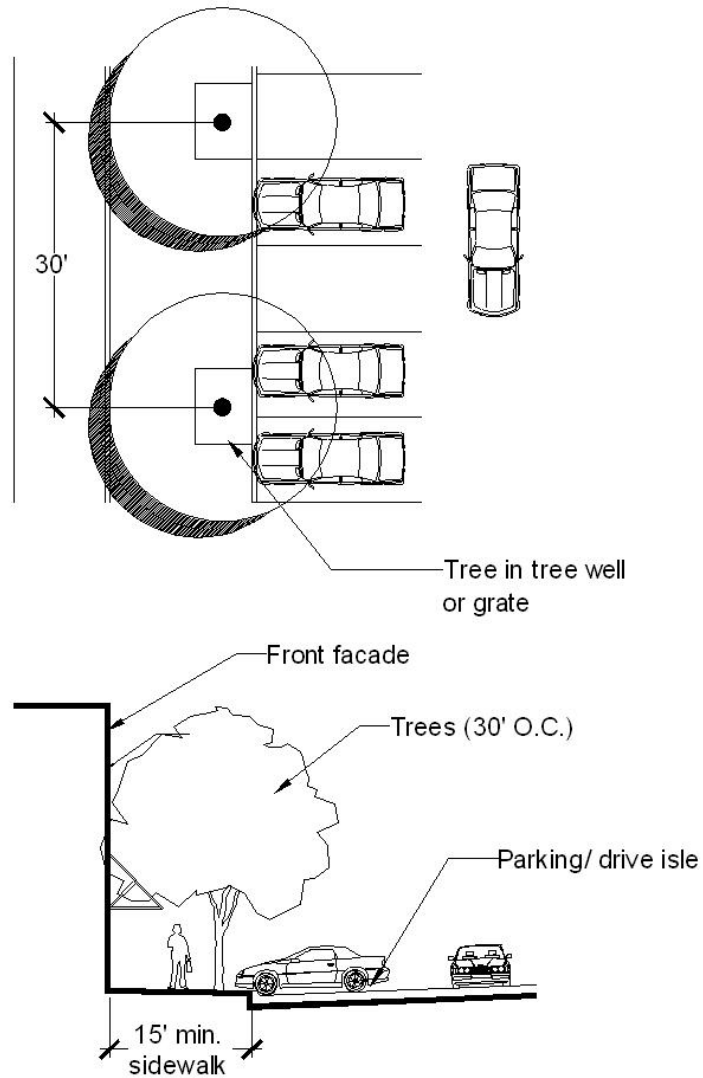 30'
Tree in tree well
or grate
Front facade
Trees (30' O.C.)
Parking/ drive isle
15' min.
sidewalk